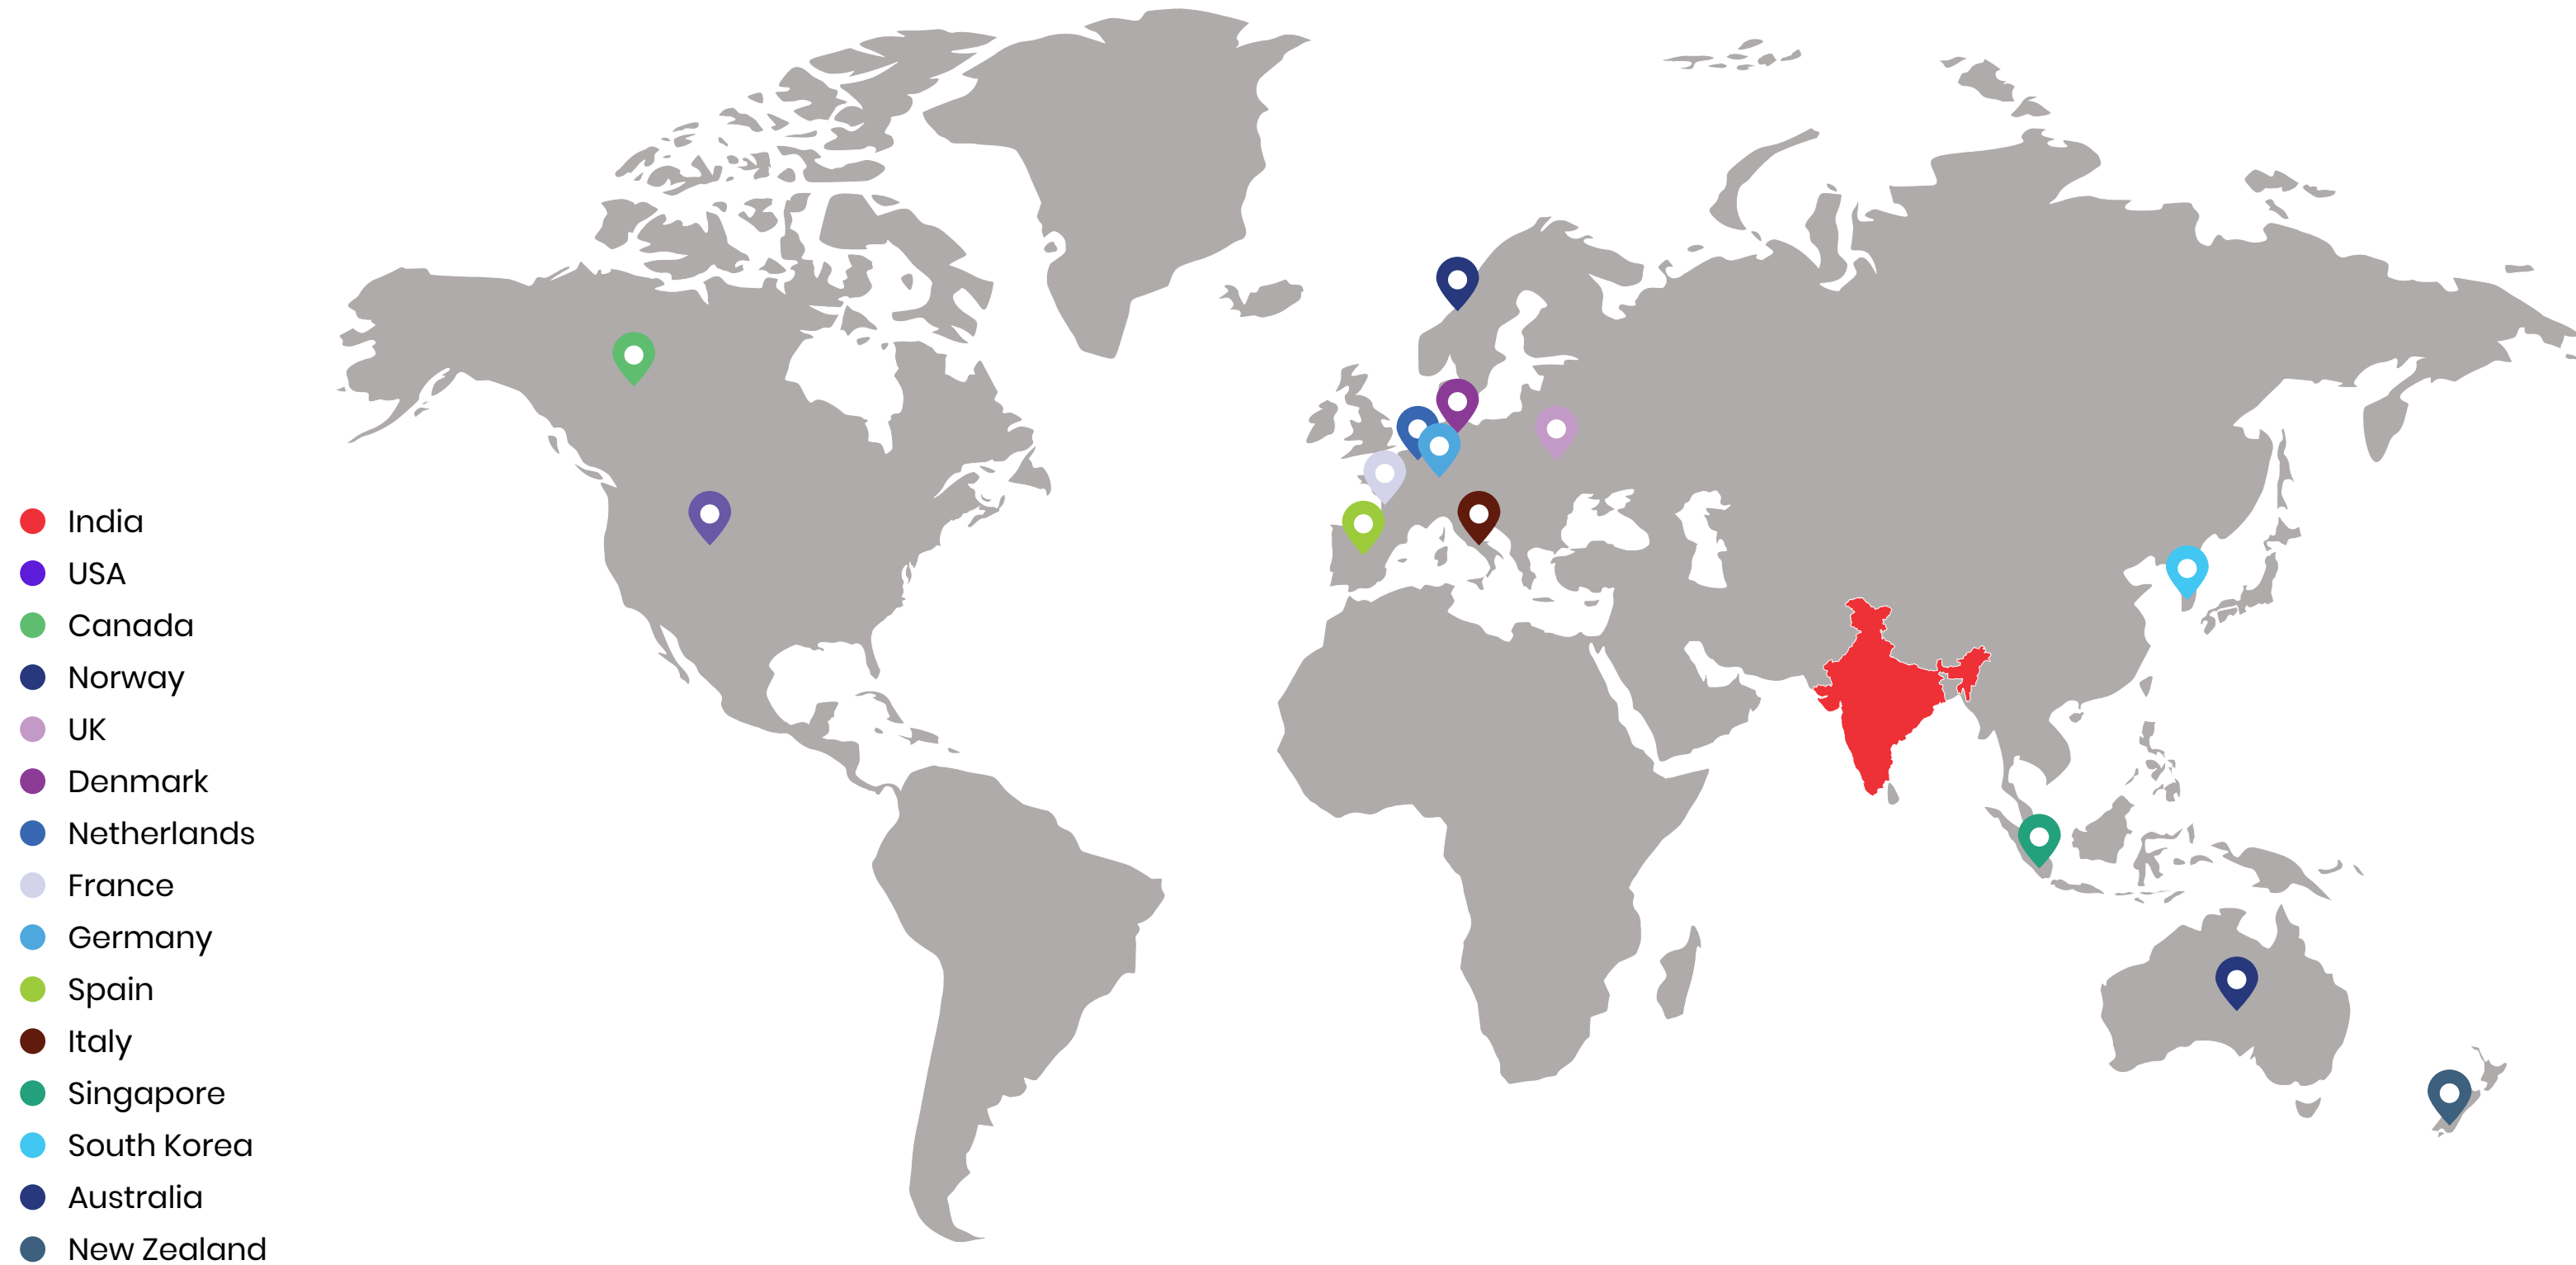 India
USA
Canada
Norway
UK
Denmark
Netherlands
France
Germany
Spain
Italy
Singapore
South Korea
Australia
New Zealand